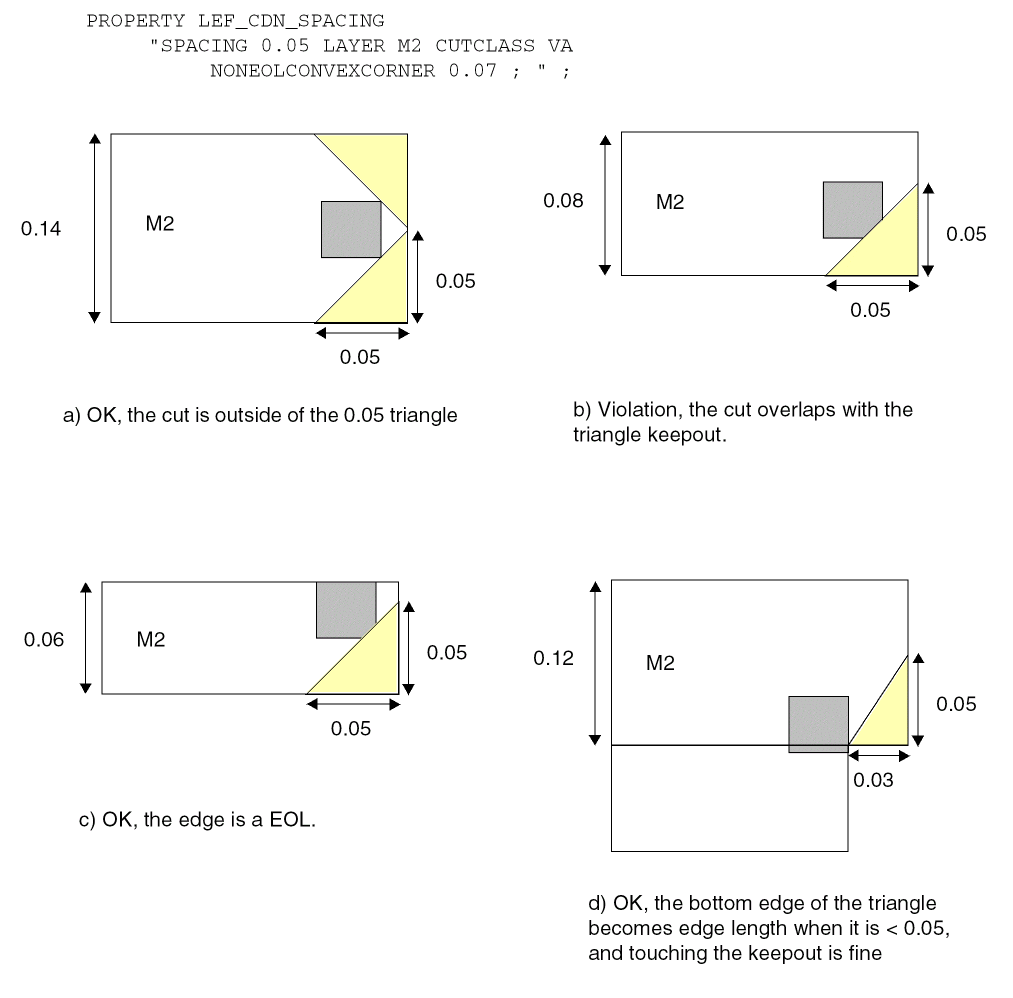 PROPERTY LEF_CDN_SPACING
"SPACING 0.05 LAYER M2 CUTCLASS VA
NONEOLCONVEXCORNER 0.07 ; " ;
0.14
M2
0.05
0.05
a) OK, the cut is outside of the 0.05 triangle
0.08
M2
0.05
0.05
b) Violation, the cut overlaps with the
triangle keepout.
0.06
M2
0.05
0.05
c) OK, the edge is a EOL.
0.12
M2
0.05
0.03
d) OK, the bottom edge of the triangle
becomes edge length when it is < 0.05,
and touching the keepout is fine